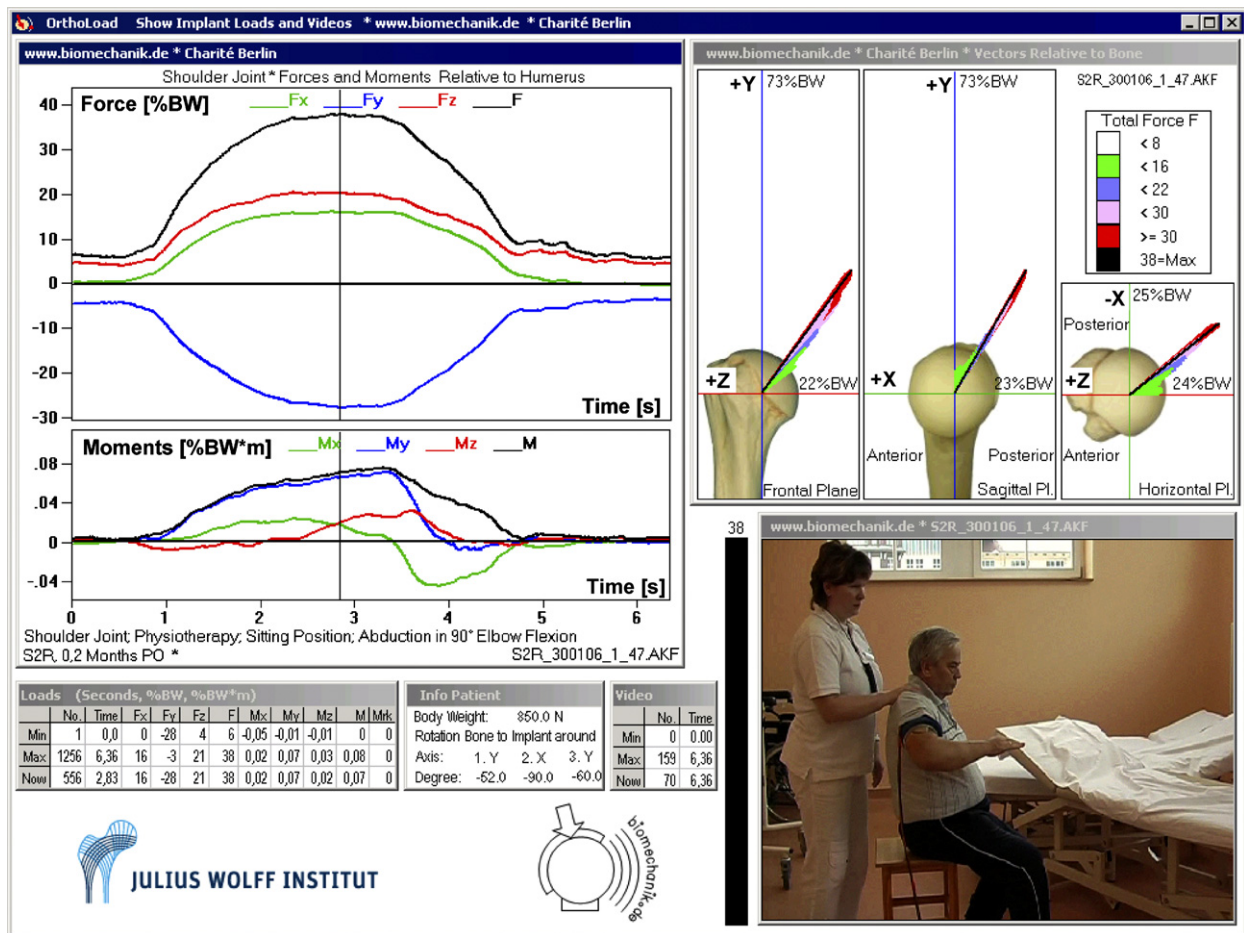 OrthoLoad Show Implant Loads and Videos * www.biomechanik.de * Charité Berlin
www.biomechanik.de * Charité Berlin
Shoulder Joint * Forces and Moments Relative to Humerus
Force [%BW]
Fx Fy Fz F
40
30
20
10
0
-10
-20
-30
Time [s]
Moments [%BW*m]
Mx My Mz M
.08
.04
0
-.04
Time [s]
0 1 2 3 4 5 6
Shoulder Joint; Physiotherapy; Sitting Position; Abduction in 90° Elbow Flexion
S2R, 0,2 Months PO * S2R_300106_1_47.AKF
www.biomechanik.de * Charité Berlin * Vectors Relative to Bone
+Y 73%BW
+Z 22%BW
Frontal Plane
+Y 73%BW
+X 23%BW
Anterior Posterior
Sagittal Pl.
S2R_300106_1_47.AKF
Total Force F
< 8
< 16
< 22
< 30
>= 30
38=Max
-X 25%BW
Posterior
+Z 24%BW
Anterior
Horizontal Pl.
Loads (Seconds, %BW, %BW*m)
No. Time Fx Fy Fz F Mx My Mz M Mrk
Min 1 0,0 0 -28 4 6 -0,05 -0,01 -0,01 0 0
Max 1256 6,36 16 -3 21 38 0,02 0,07 0,03 0,08 0
Now 556 2,83 16 -28 21 38 0,02 0,07 0,02 0,07 0
Info Patient
Body Weight: 850.0 N
Rotation Bone to Implant around
Axis: 1. Y 2. X 3. Y
Degree: -52.0 -90.0 -60.0
Video
No. Time
Min 0 0.00
Max 159 6,36
Now 70 6,36
38
www.biomechanik.de * S2R_300106_1_47.AKF
JULIUS WOLFF INSTITUT
biomechanik.de